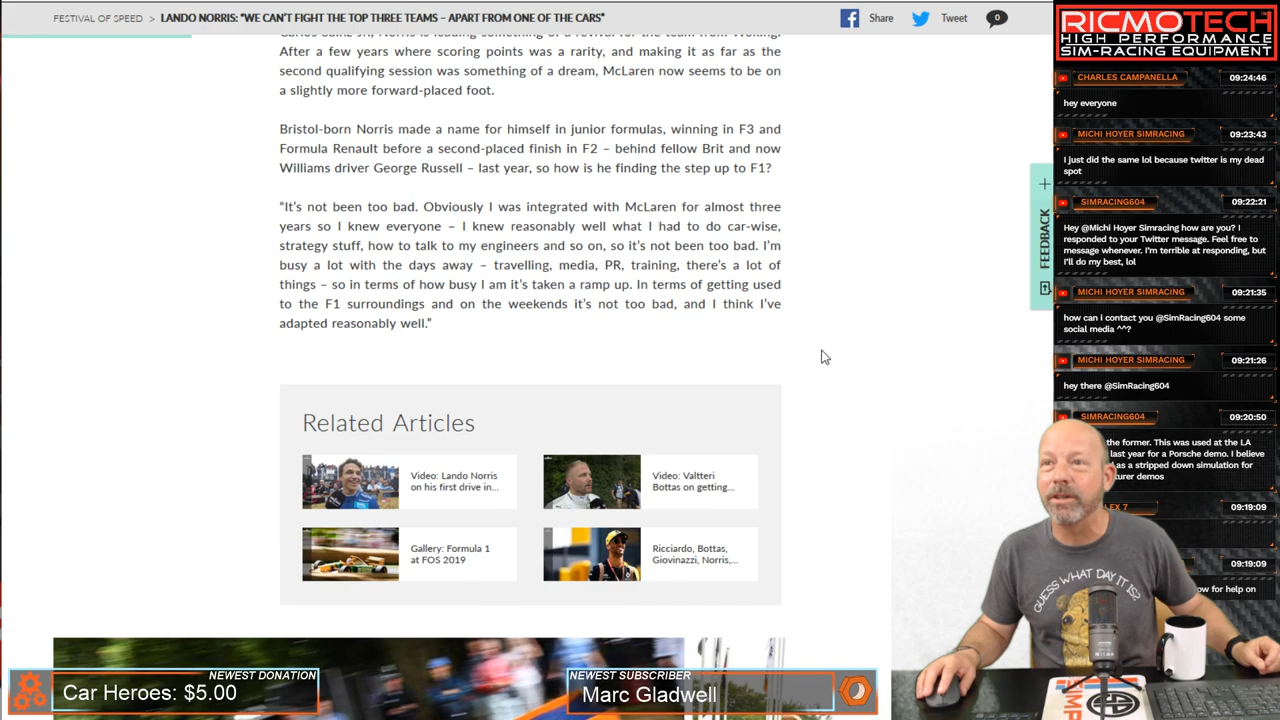 FESTIVAL OF SPEED > LANDO NORRIS: "WE CAN'T FIGHT THE TOP THREE TEAMS – APART FROM ONE OF THE CARS"
Share
Tweet
0
After a few years where scoring points was a rarity, and making it as far as the
second qualifying session was something of a dream, McLaren now seems to be on
a slightly more forward-placed foot.
Bristol-born Norris made a name for himself in junior formulas, winning in F3 and
Formula Renault before a second-placed finish in F2 – behind fellow Brit and now
Williams driver George Russell – last year, so how is he finding the step up to F1?
“It’s not been too bad. Obviously I was integrated with McLaren for almost three
years so I knew everyone – I knew reasonably well what I had to do car-wise,
strategy stuff, how to talk to my engineers and so on, so it’s not been too bad. I’m
busy a lot with the days away – travelling, media, PR, training, there’s a lot of
things – so in terms of how busy I am it’s taken a ramp up. In terms of getting used
to the F1 surrounding and on the weekends it’s not too bad, and I think I’ve
adapted reasonably well.”
Related Articles
Video: Lando Norris
on his first drive in...
Video: Valtteri
Bottas on getting...
Gallery: Formula 1
at FOS 2019
Ricciardo, Bottas,
Giovinazzi, Norris,...
FEEDBACK
RICMOTECH
HIGH PERFORMANCE
SIM-RACING EQUIPMENT
CHARLES CAMPANELLA 09:24:46
hey everyone
MICHI HOYER SIMRACING 09:23:43
I just did the same lol because twitter is my dead
spot
SIMRACING604 09:22:21
Hey @Michi Hoyer Simracing how are you? I
responded to your Twitter message. Feel free to
message whenever. I'm terrible at responding, but
I'll do my best, lol
MICHI HOYER SIMRACING 09:21:35
how can i contact you @SimRacing604 some
social media ^^?
MICHI HOYER SIMRACING 09:21:26
hey there @SimRacing604
SIMRACING604 09:20:50
the former. This was used at the LA
last year for a Porsche demo. I believe
as a stripped down simulation for
demos
LEX 7 09:19:09
09:19:09
for help on
GUESS WHAT DAY IT IS?
NEWEST DONATION
Car Heroes: $5.00
NEWEST SUBSCRIBER
Marc Gladwell